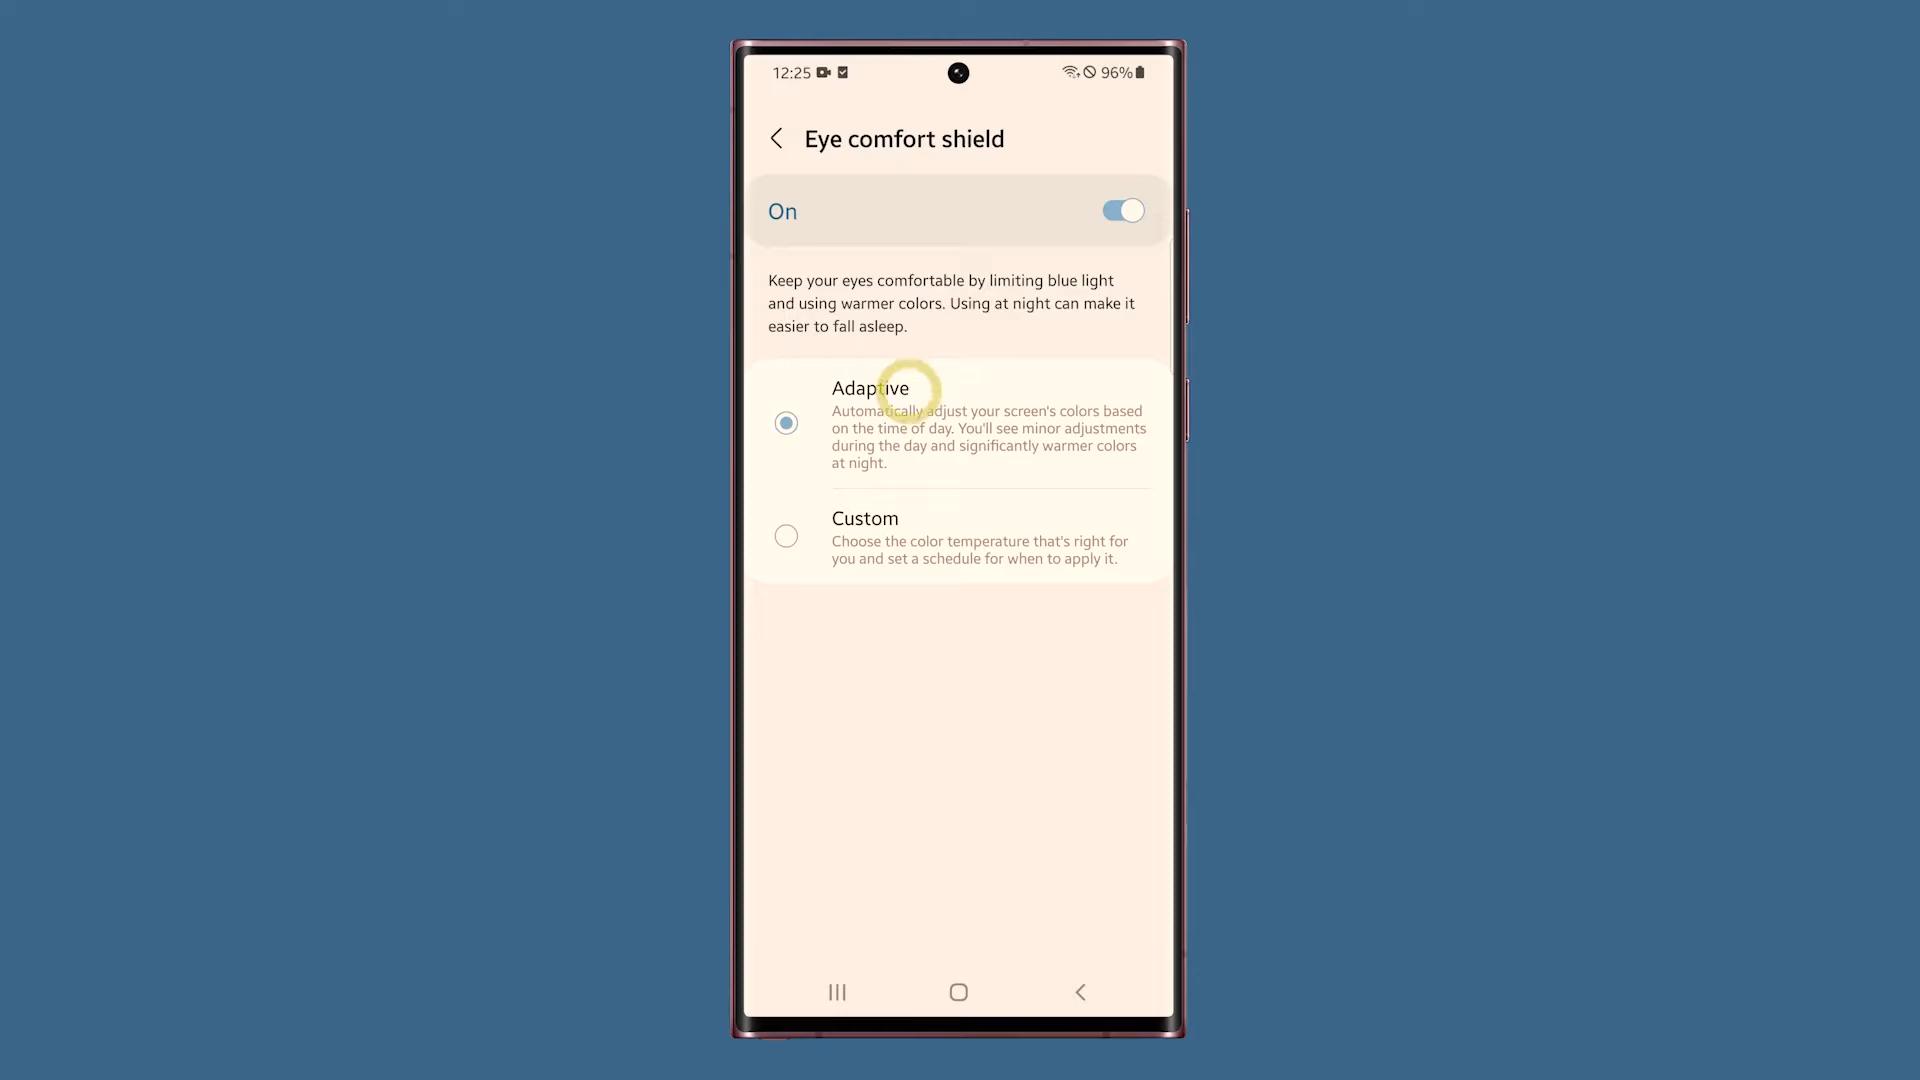 12:25
96%
Eye comfort shield
On
Keep your eyes comfortable by limiting blue light
and using warmer colors. Using at night can make it
easier to fall asleep.
Adaptive
Automatically adjust your screen's colors based
on the time of day. You'll see minor adjustments
during the day and significantly warmer colors
at night.
Custom
Choose the color temperature that's right for
you and set a schedule for when to apply it.